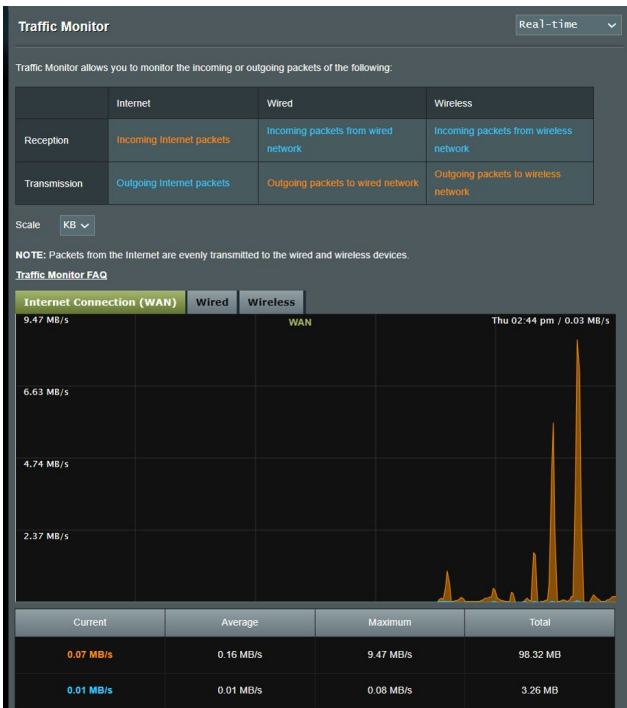 Traffic Monitor
Real-time
Traffic Monitor allows you to monitor the incoming or outgoing packets of the following:
Internet Wired Wireless
Reception Incoming Internet packets Incoming packets from wired network Incoming packets from wireless network
Transmission Outgoing Internet packets Outgoing packets to wired network Outgoing packets to wireless network
Scale KB
NOTE: Packets from the Internet are evenly transmitted to the wired and wireless devices.
Traffic Monitor FAQ
Internet Connection (WAN) Wired Wireless
9.47 MB/s WAN Thu 02:44 pm / 0.03 MB/s
6.63 MB/s
4.74 MB/s
2.37 MB/s
Current Average Maximum Total
0.07 MB/s 0.16 MB/s 9.47 MB/s 98.32 MB
0.01 MB/s 0.01 MB/s 0.08 MB/s 3.26 MB